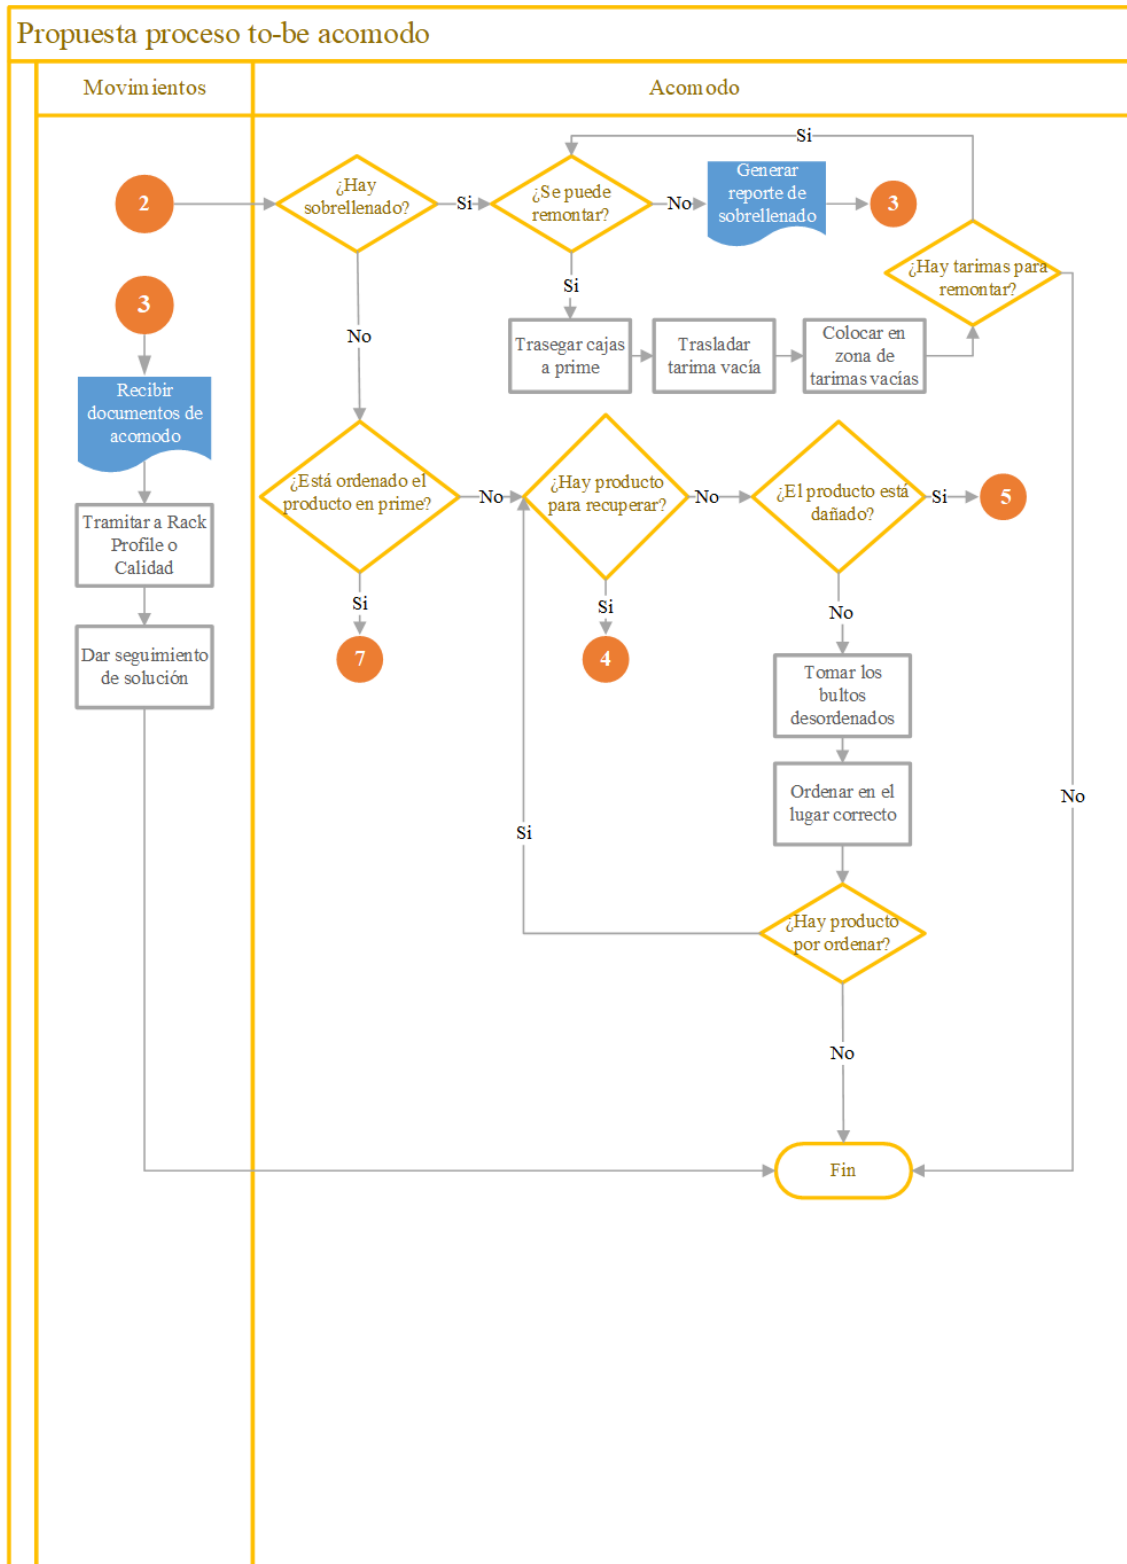 Propuesta proceso to-be acomodo
Movimientos
Acomodo
2
¿Hay
sobrellenado?
Si
¿Se puede
remontar?
No
Generar
reporte de
sobrellenado
3
Si
¿Hay tarimas para
remontar?
No
Si
Trasegar cajas
a prime
Trasladar
tarima vacía
Colocar en
zona de
tarimas vacías
No
3
Recibir
documentos de
acomodo
Tramitar a Rack
Profile o
Calidad
Dar seguimiento
de solución
¿Está ordenado el
producto en prime?
No
Si
7
¿Hay producto
para recuperar?
No
Si
4
¿El producto está
dañado?
Si
5
No
Tomar los
bultos
desordenados
Ordenar en el
lugar correcto
¿Hay producto
por ordenar?
Si
No
Fin